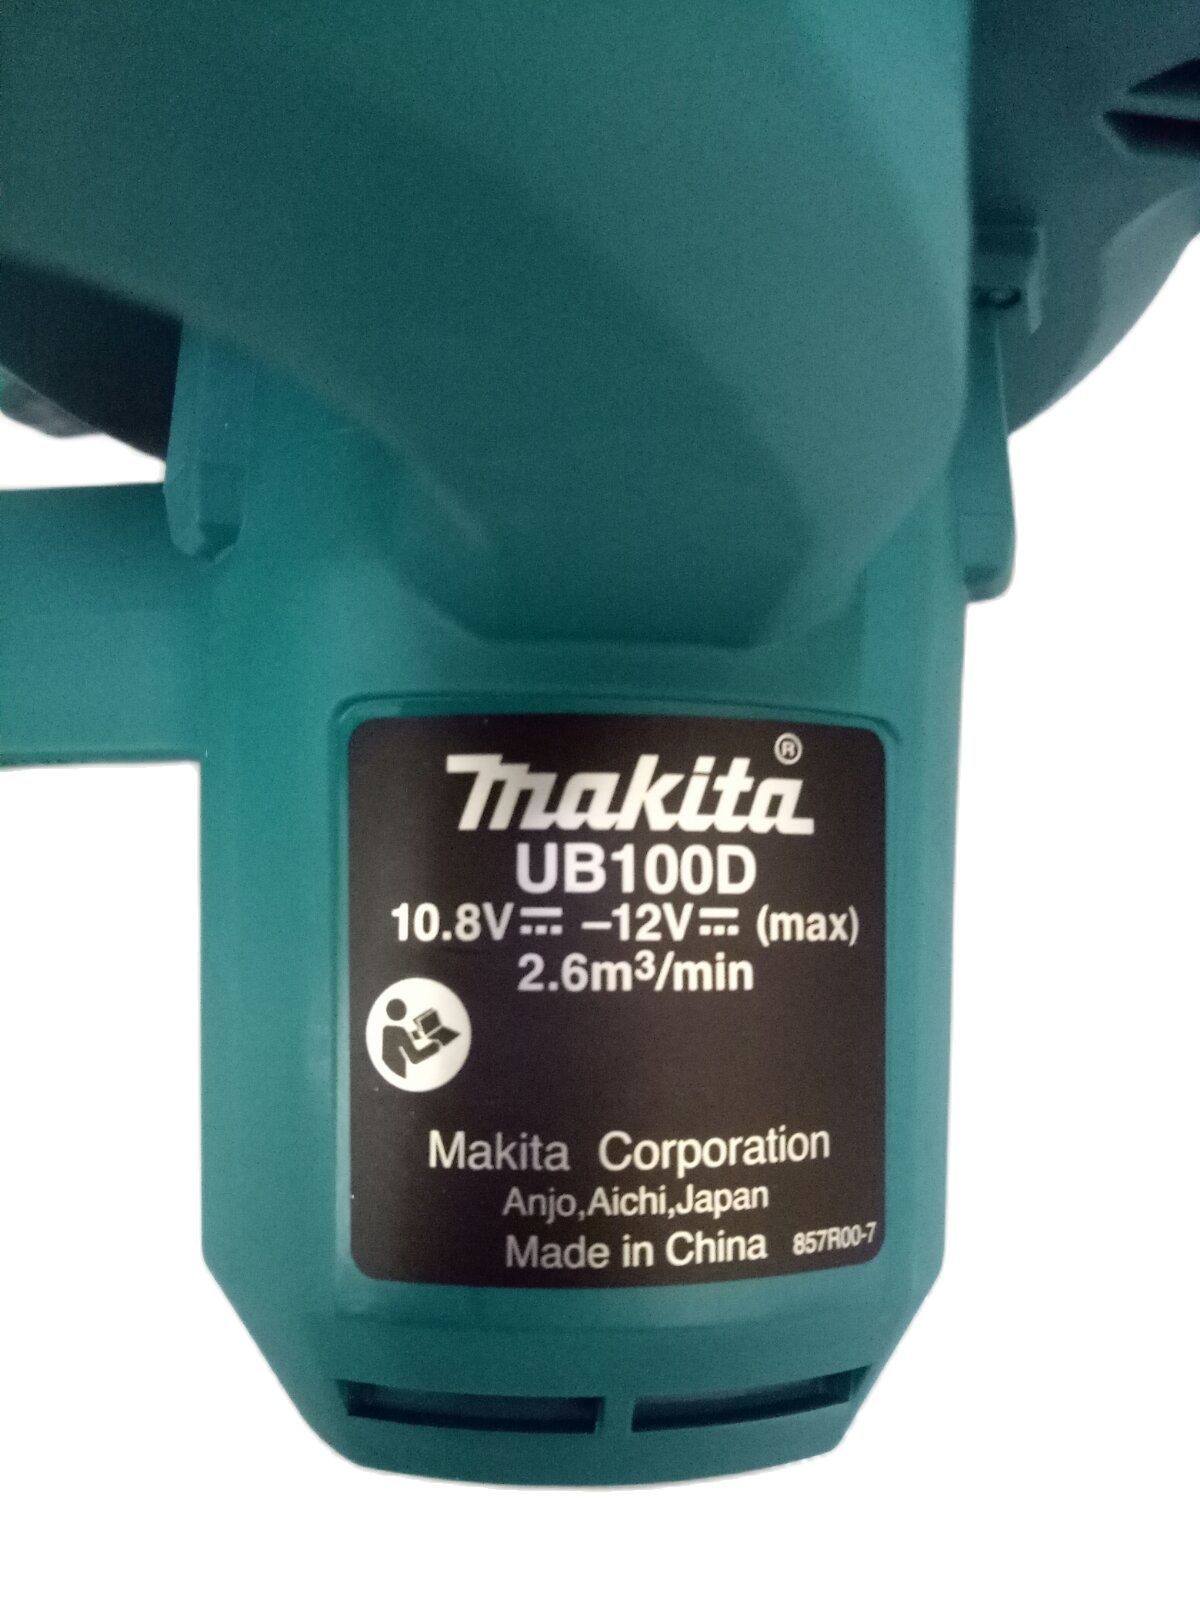 makita®
UB100D
10.8V⎓ –12V⎓ (max)
2.6m³/min
Makita Corporation
Anjo,Aichi,Japan
Made in China 857R00-7